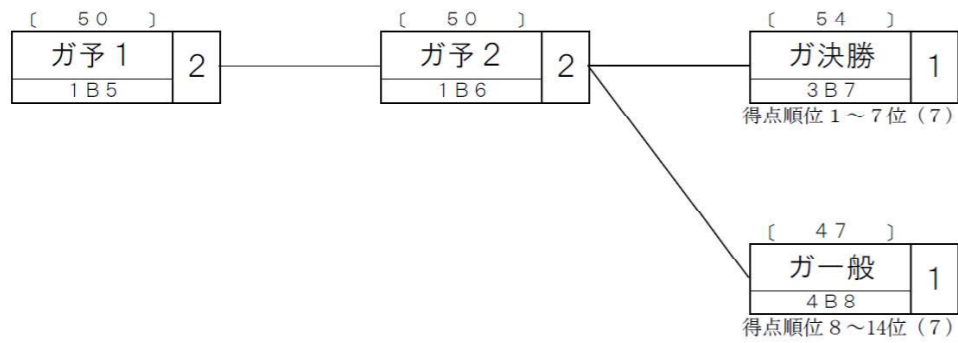 〔 50 〕
ガ予1 2
1B5
〔 50 〕
ガ予2 2
1B6
〔 54 〕
ガ決勝 1
3B7
得点順位1～7位（7）
〔 47 〕
ガ一般 1
4B8
得点順位8～14位（7）